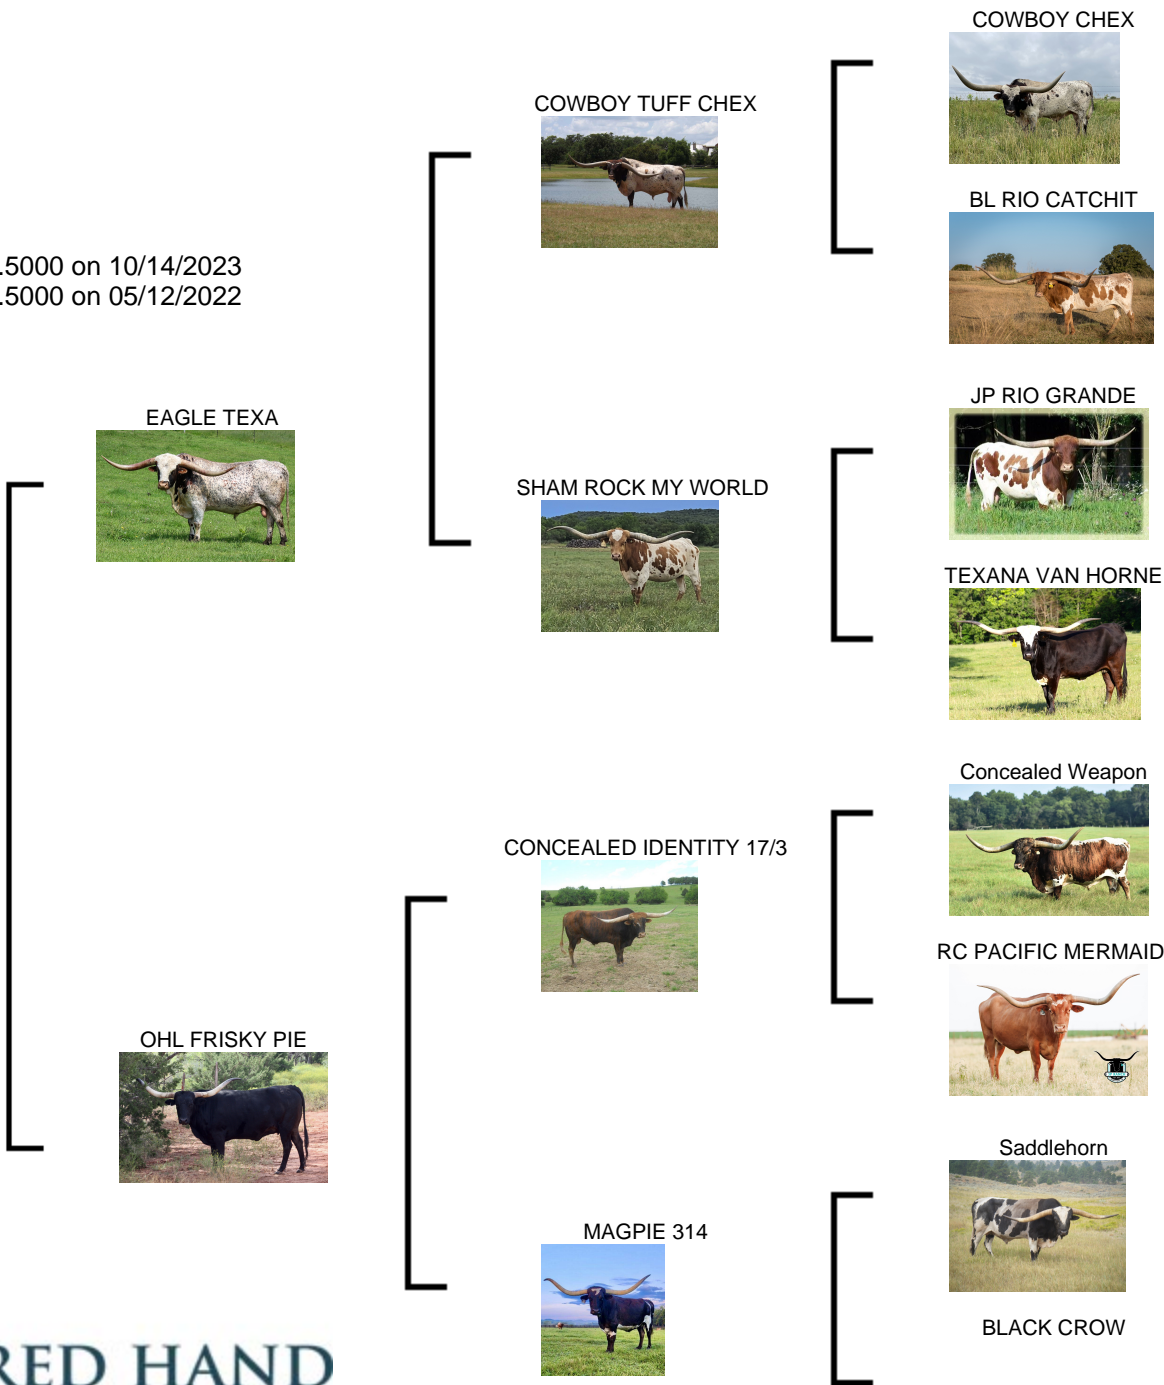 COWBOY CHEX
COWBOY TUFF CHEX
BL RIO CATCHIT
.5000 on 10/14/2023
.5000 on 05/12/2022
JP RIO GRANDE
EAGLE TEXA
SHAM ROCK MY WORLD
TEXANA VAN HORNE
Concealed Weapon
CONCEALED IDENTITY 17/3
RC PACIFIC MERMAID
OHL FRISKY PIE
Saddlehorn
MAGPIE 314
BLACK CROW
RED HAND